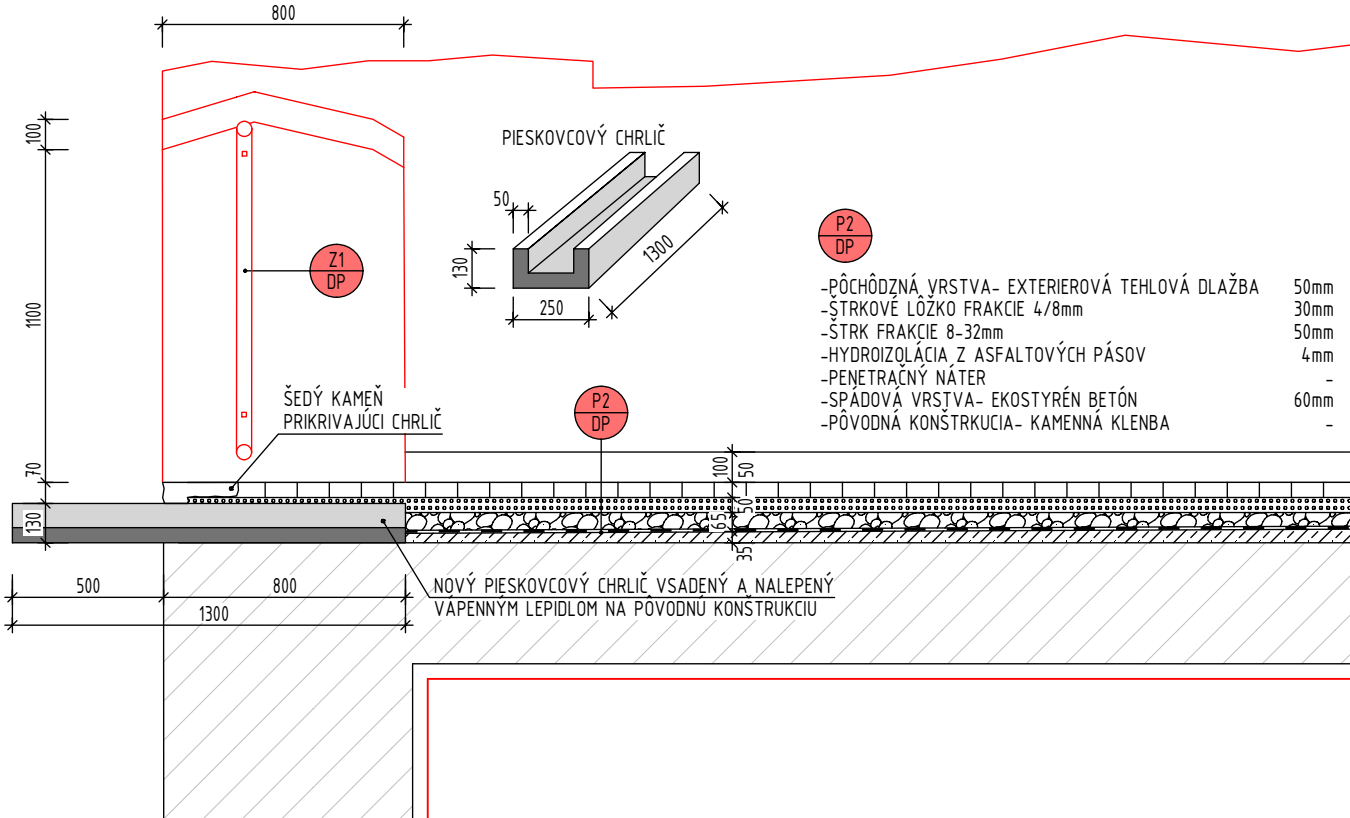 800
100
1100
70
130
PIESKOVCOVÝ CHRLIČ
50
130
250
1300
Z1
DP
P2
DP
-PÔCHÔDZNÁ VRSTVA- EXTERIEROVÁ TEHLOVÁ DLAŽBA 50mm
-ŠTRKOVÉ LÔŽKO FRAKCIE 4/8mm 30mm
-ŠTRK FRAKCIE 8-32mm 50mm
-HYDROIZOLÁCIA Z ASFALTOVÝCH PÁSOV 4mm
-PENETRAČNÝ NÁTER -
-SPÁDOVÁ VRSTVA- EKOSTYRÉN BETÓN 60mm
-PÔVODNÁ KONŠTRKUCIA- KAMENNÁ KLENBA -
ŠEDÝ KAMEŇ
PRIKRIVAJÚCI CHRLIČ
P2
DP
100
50
50
65
35
500
800
1300
NOVÝ PIESKOVCOVÝ CHRLIČ VSADENÝ A NALEPENÝ
VÁPENNÝM LEPIDLOM NA PÔVODNÚ KONŠTRUKCIU